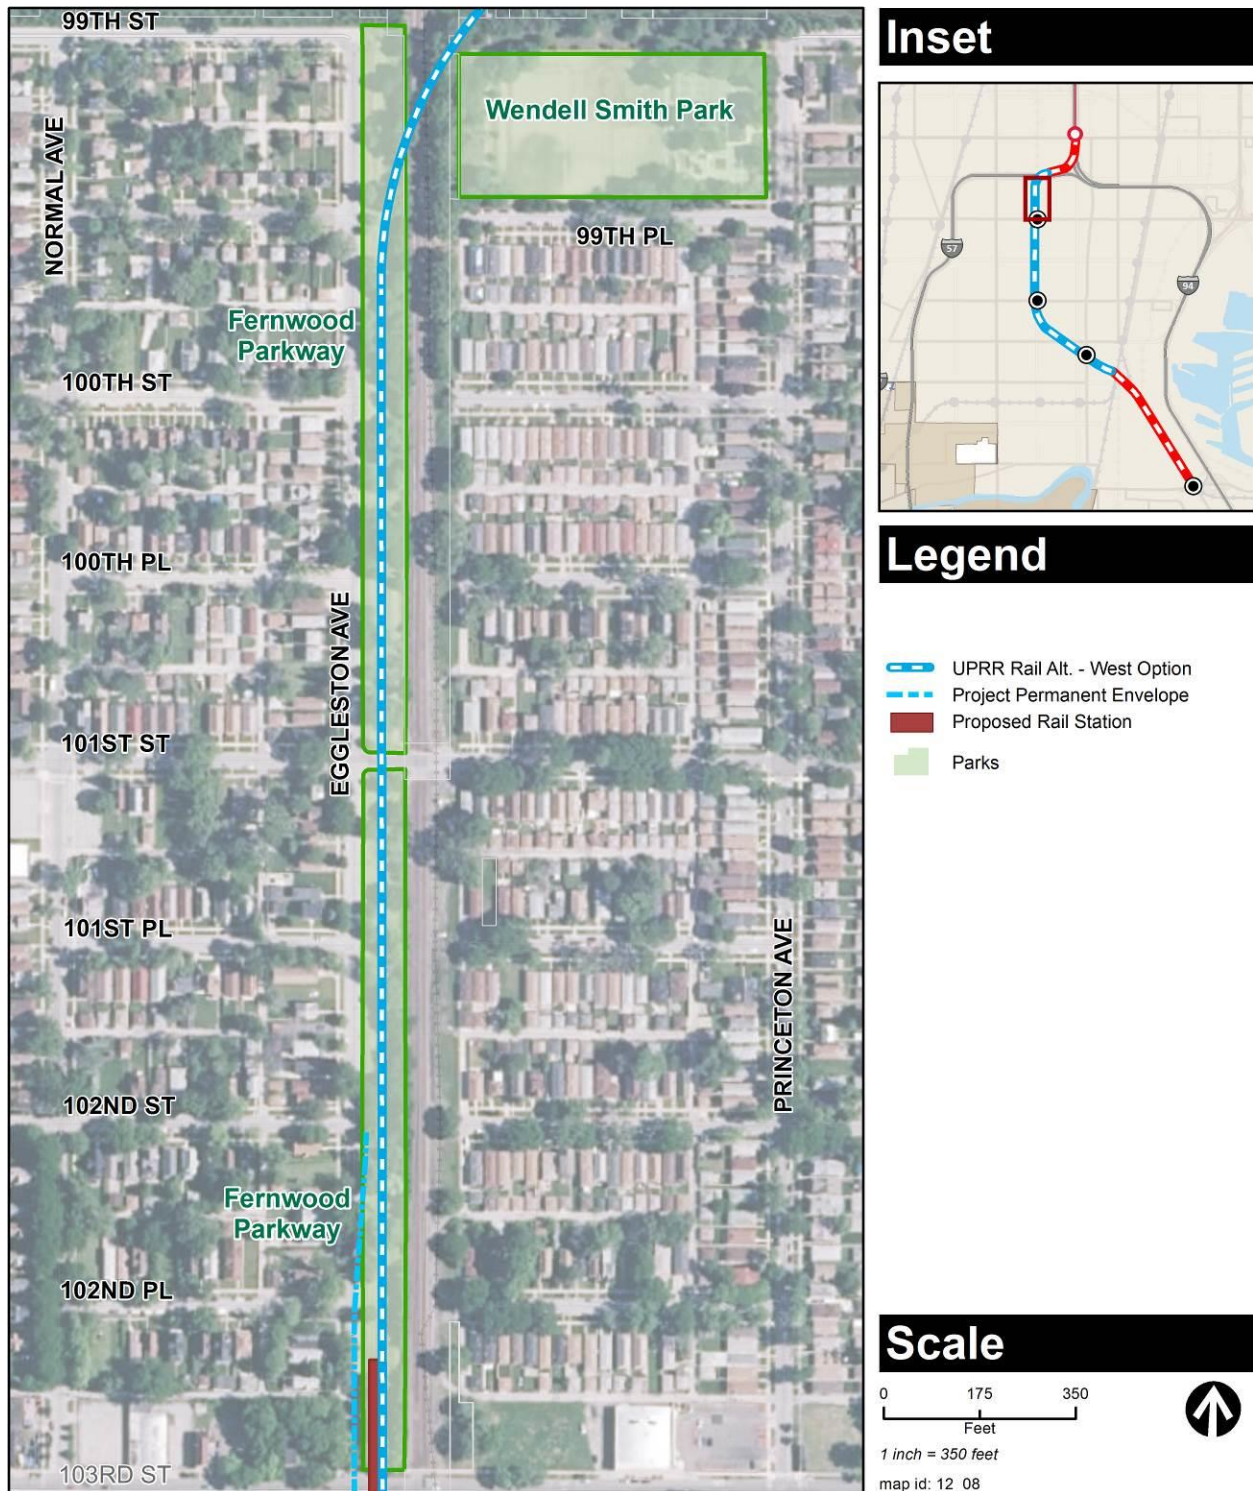 99TH ST
Wendell Smith Park
NORMAL AVE
99TH PL
Fernwood
Parkway
100TH ST
100TH PL
EGGLESTON AVE
101ST ST
101ST PL
PRINCETON AVE
102ND ST
Fernwood
Parkway
102ND PL
103RD ST
Inset
57
94
Legend
UPRR Rail Alt. - West Option
Project Permanent Envelope
Proposed Rail Station
Parks
Scale
0 175 350
Feet
1 inch = 350 feet
map id: 12_08